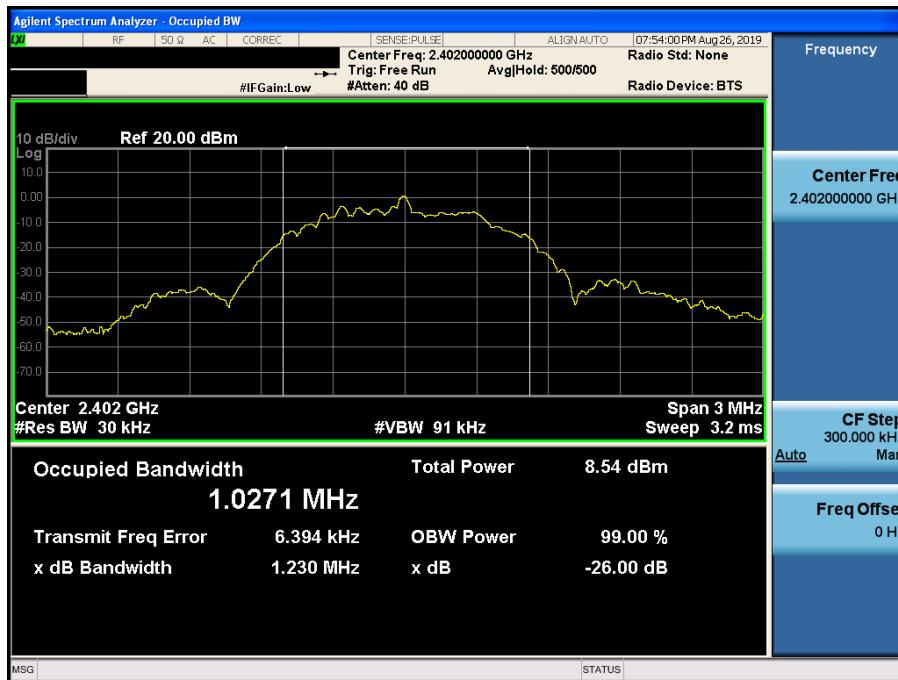 Agilent Spectrum Analyzer - Occupied BW
LXI RF 50 Ω AC CORREC SENSE:PULSE ALIGN AUTO 07:54:00 PM Aug 26, 2019
Center Freq: 2.402000000 GHz Radio Std: None
Trig: Free Run Avg|Hold: 500/500
#IFGain:Low #Atten: 40 dB Radio Device: BTS
10 dB/div Ref 20.00 dBm
Log
10.0
0.00
-10.0
-20.0
-30.0
-40.0
-50.0
-60.0
-70.0
Center 2.402 GHz Span 3 MHz
#Res BW 30 kHz #VBW 91 kHz Sweep 3.2 ms
Occupied Bandwidth Total Power 8.54 dBm
1.0271 MHz
Transmit Freq Error 6.394 kHz OBW Power 99.00 %
x dB Bandwidth 1.230 MHz x dB -26.00 dB
MSG STATUS
Frequency
Center Fre
2.402000000 GH
CF Step
300.000 kH
Auto Man
Freq Offse
0 H